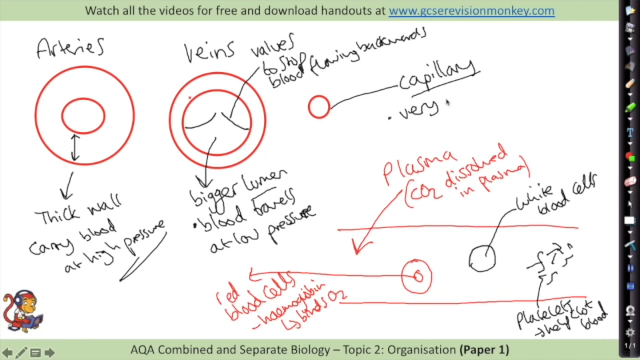 Watch all the videos for free and download handouts at www.gcserevisionmonkey.com
Arteries
Thick wall
carry blood
at high pressure
Veins
valves
to stop
blood flowing backwards
bigger lumen
• blood travels
at low pressure
capillary
• very
Plasma
(CO2 dissolved
in plasma)
white
blood cells
red
blood cells
- haemoglobin
↳ binds O2
Platelets
→ help clot
blood
AQA Combined and Separate Biology – Topic 2: Organisation (Paper 1)
1/1